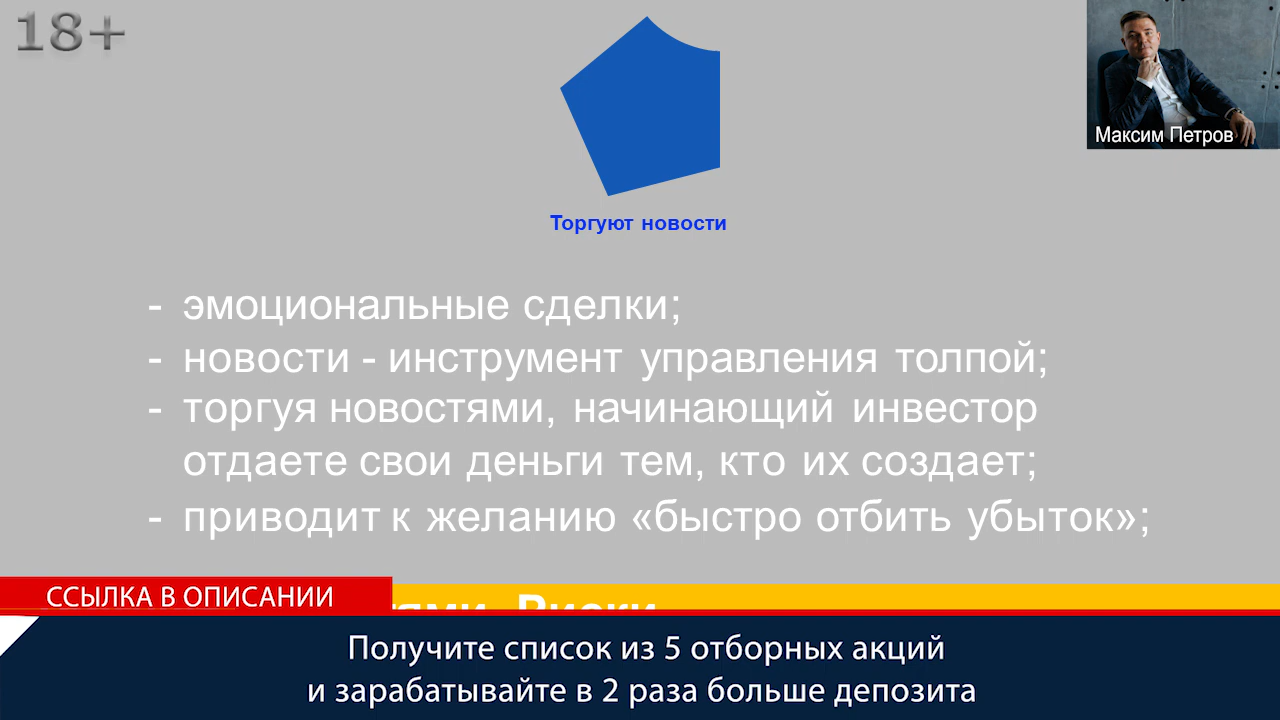 18+
Максим Петров
Торгуют новости
- эмоциональные сделки;
- новости - инструмент управления толпой;
- торгуя новостями, начинающий инвестор
отдаете свои деньги тем, кто их создает;
- приводит к желанию «быстро отбить убыток»;
ССЫЛКА В ОПИСАНИИ
Риски
Получите список из 5 отборных акций
и зарабатывайте в 2 раза больше депозита